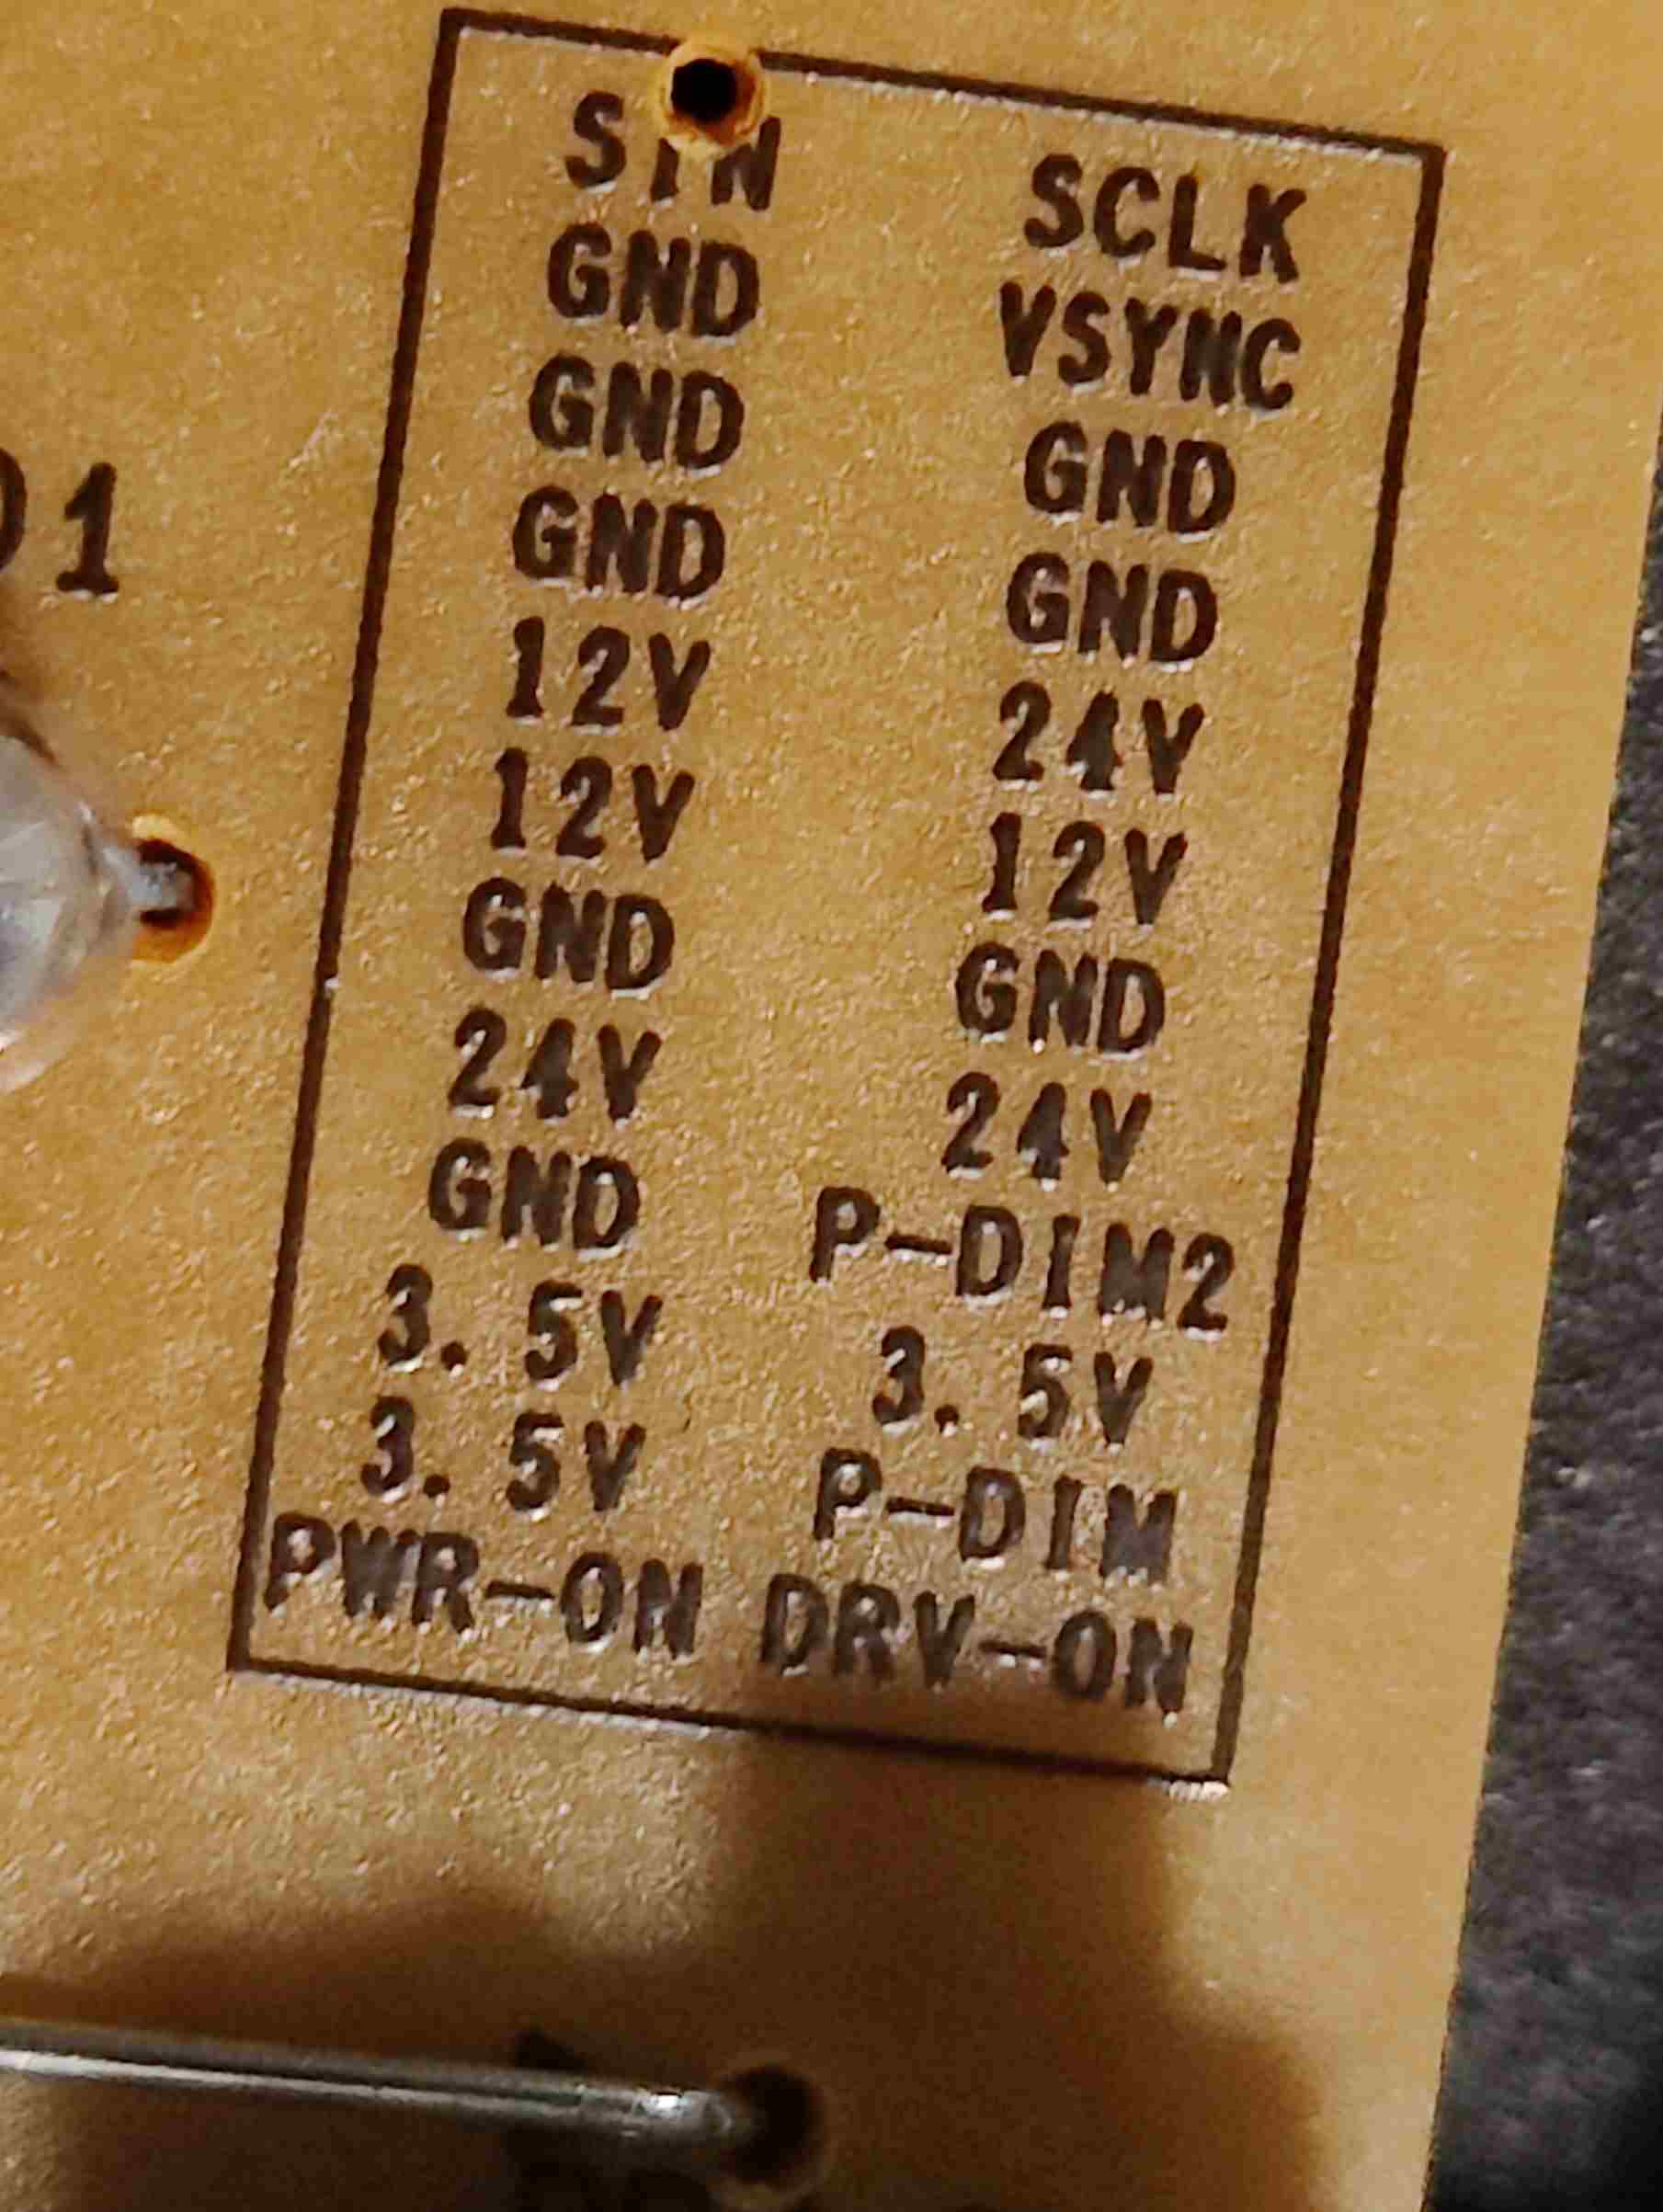 SCLK
GND VSYNC
GND GND
GND GND
12V 24V
12V 12V
GND GND
24V 24V
GND P-DIM2
3.5V 3.5V
3.5V P-DIM
PWR-ON DRV-ON